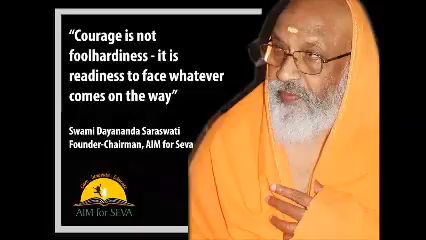 “Courage is not
foolhardiness - it is
readiness to face whatever
comes on the way”
Swami Dayananda Saraswati
Founder-Chairman, AIM for Seva
AIM for SEVA